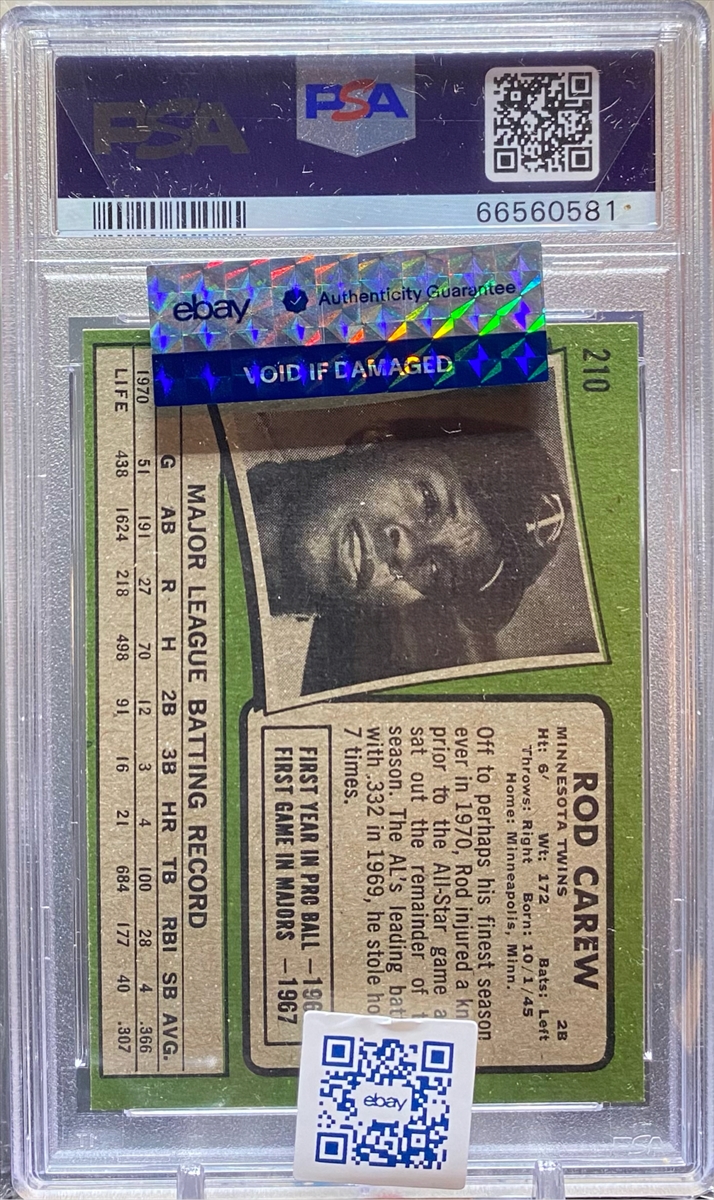 PSA
PSA
66560581
ebay Authenticity Guarantee
VOID IF DAMAGED
210
ROD CAREW 2B
MINNESOTA TWINS
Ht: 6' Wt: 172 Bats: Left
Throws: Right Born: 10/1/45
Home: Minneapolis, Minn.
Off to perhaps his finest season
ever in 1970, Rod injured a kn
prior to the All-Star game a
sat out the remainder of t
season. The AL's leading bat
with .332 in 1969, he stole ho
7 times.
FIRST YEAR IN PRO BALL —196
FIRST GAME IN MAJORS —1967
MAJOR LEAGUE BATTING RECORD
G AB R H 2B 3B HR TB RBI SB AVG.
1970 51 191 27 70 12 3 4 100 28 4 .366
LIFE 438 1624 218 498 91 16 21 684 177 40 .307
ebay
PSA